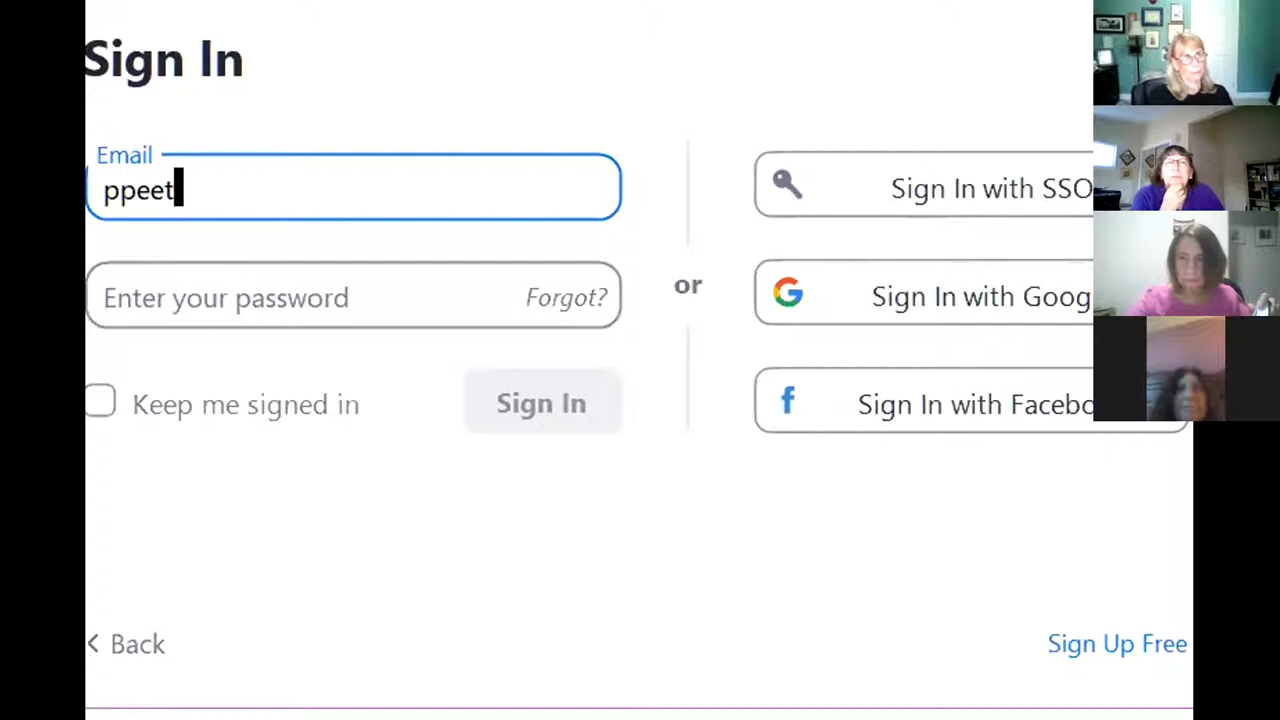 Sign In
Email
ppeet
Enter your password
Forgot?
Keep me signed in
Sign In
or
Sign In with SSO
Sign In with Goog
Sign In with Facebo
Back
Sign Up Free